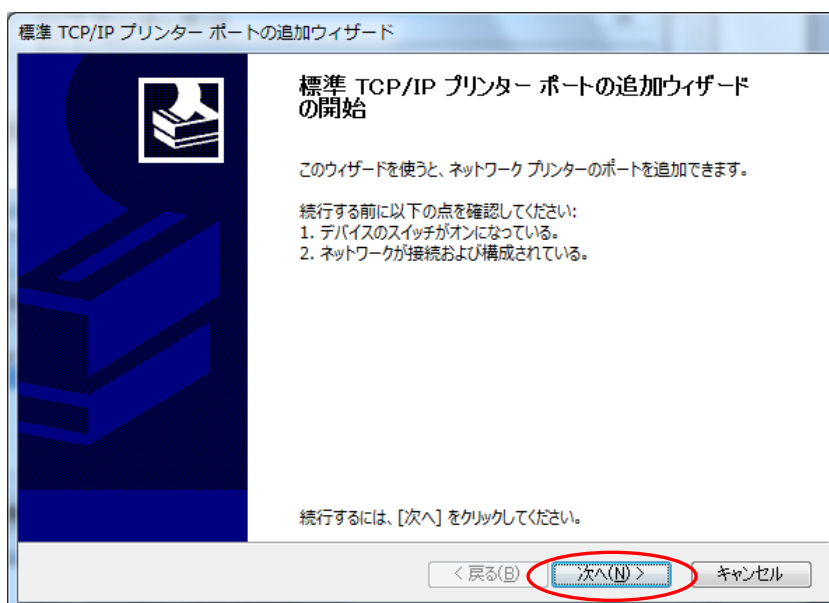 標準 TCP/IP プリンター ポートの追加ウィザード
標準 TCP/IP プリンター ポートの追加ウィザード
の開始
このウィザードを使うと、ネットワーク プリンターのポートを追加できます。
続行する前に以下の点を確認してください:
1. デバイスのスイッチがオンになっている。
2. ネットワークが接続および構成されている。
続行するには、[次へ] をクリックしてください。
< 戻る(B) 次へ(N) > キャンセル